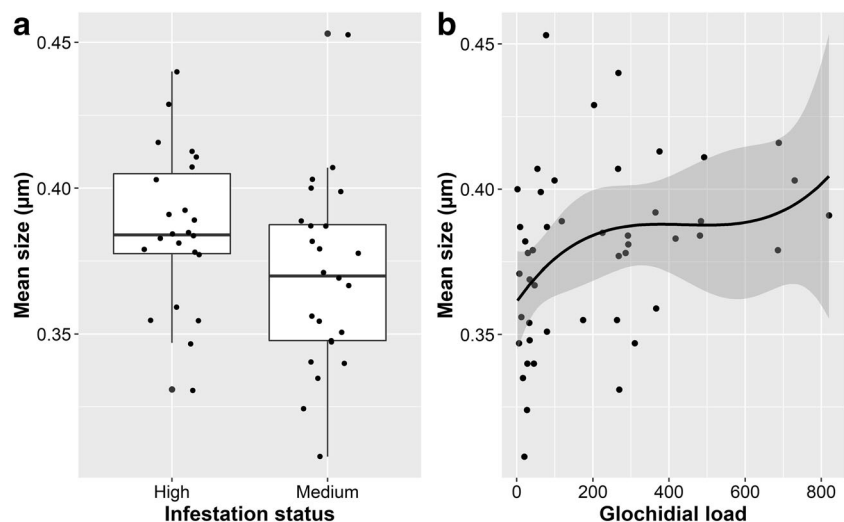 a
b
0.45
0.40
0.35
Mean size (µm)
High
Medium
Infestation status
0.45
0.40
0.35
Mean size (µm)
0
200
400
600
800
Glochidial load